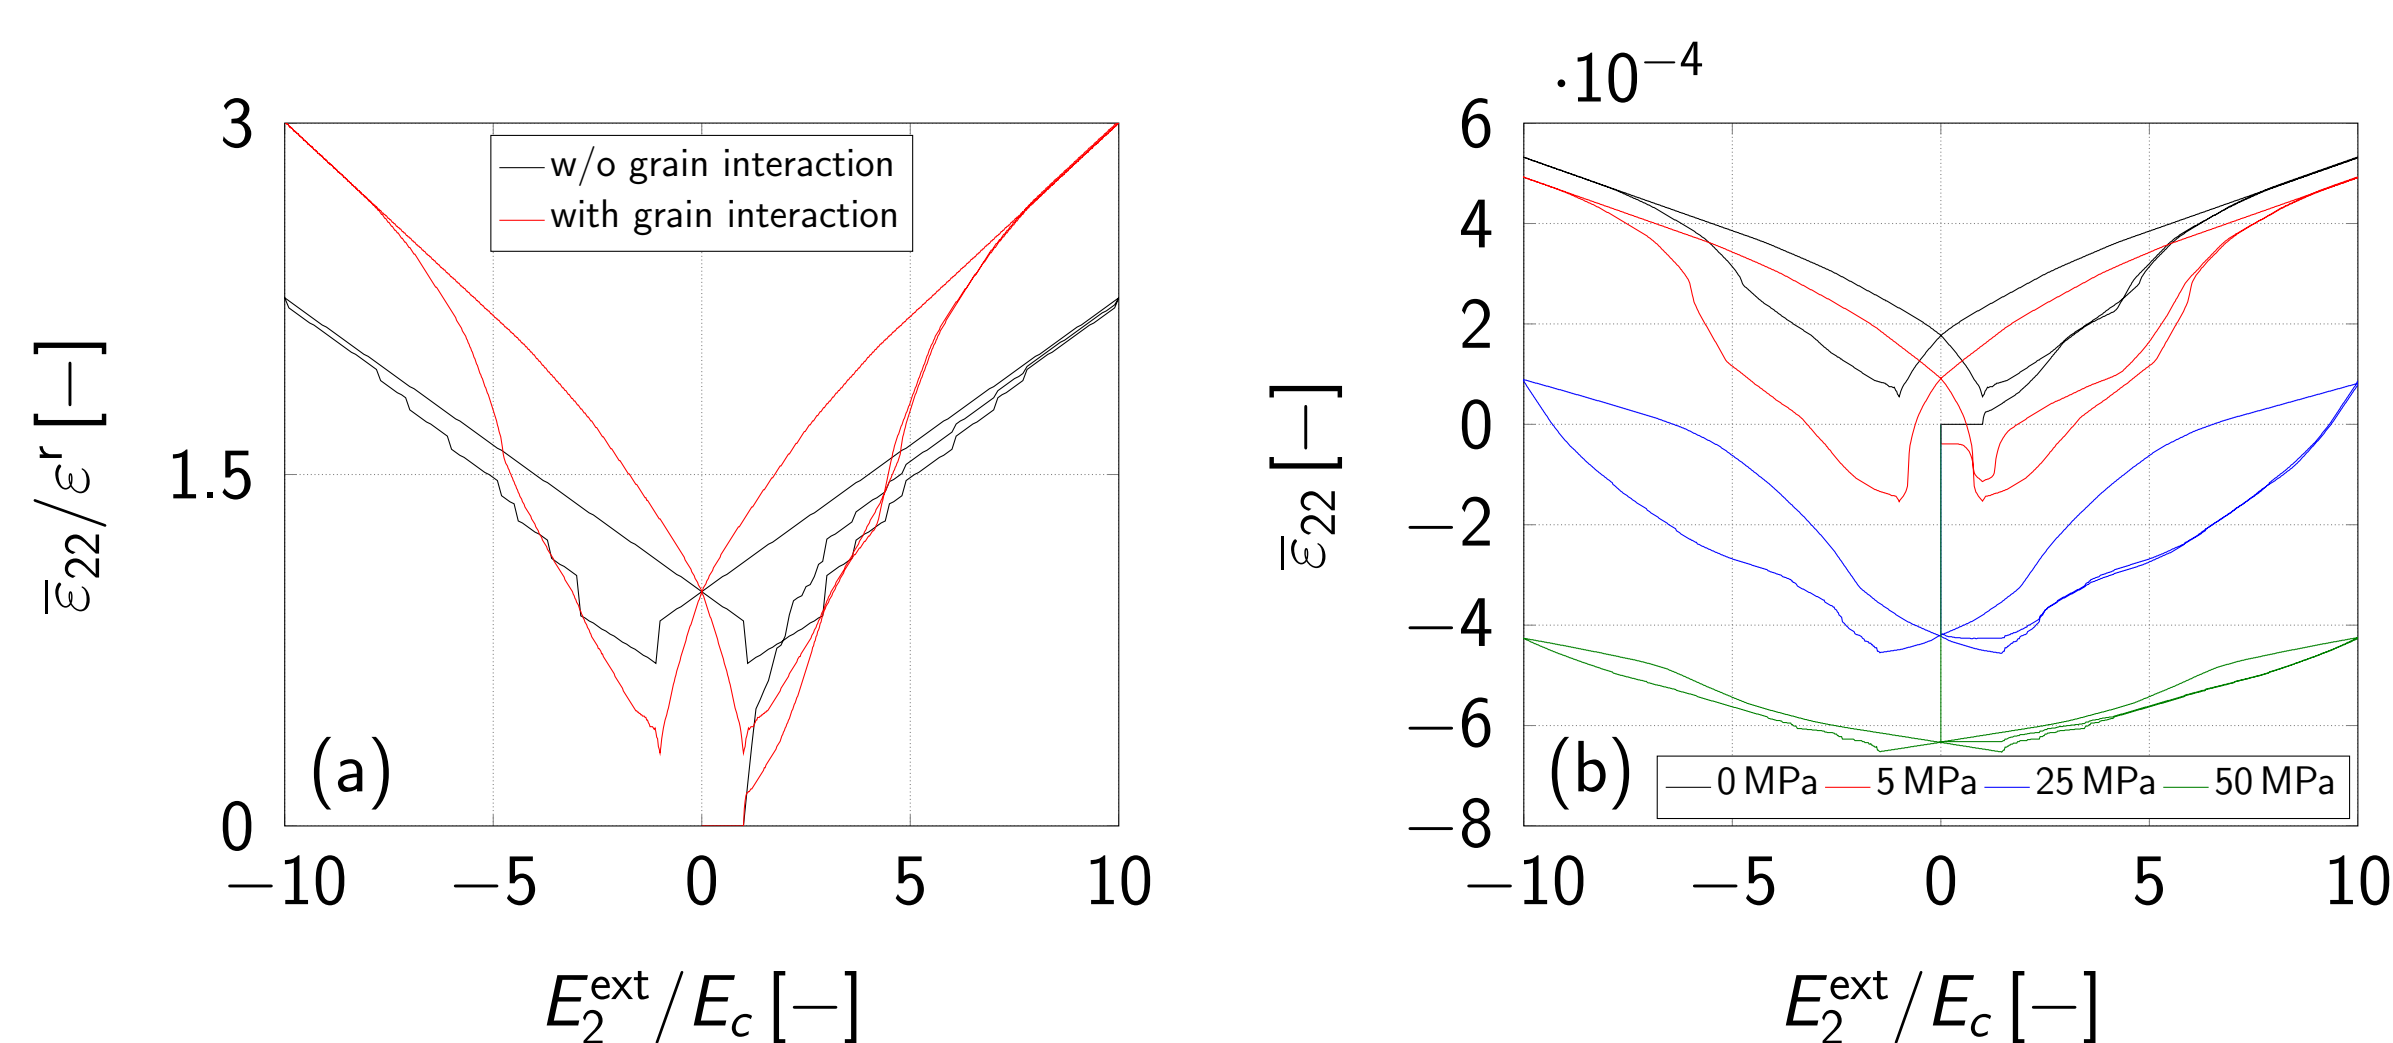 3
1.5
0
−10
−5
0
5
10
w/o grain interaction
with grain interaction
(a)
ε̅₂₂/εʳ [−]
E₂ᵉˣᵗ/E_c [−]
·10⁻⁴
6
4
2
0
−2
−4
−6
−8
−10
−5
0
5
10
(b)
0 MPa 5 MPa 25 MPa 50 MPa
ε̅₂₂ [−]
E₂ᵉˣᵗ/E_c [−]